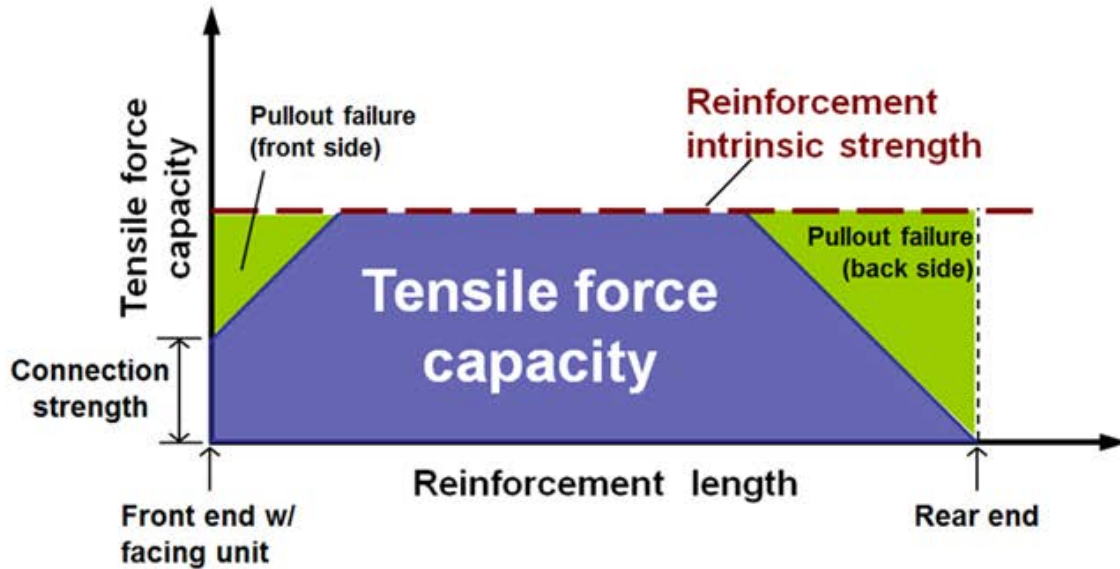 Tensile force
capacity
Pullout failure
(front side)
Reinforcement
intrinsic strength
Pullout failure
(back side)
Tensile force
capacity
Connection
strength
Reinforcement length
Front end w/
facing unit
Rear end